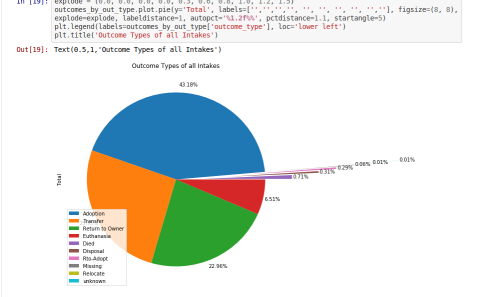 In [19]: explode = (0.0, 0.0, 0.0, 0.0, 0.3, 0.6, 0.8, 1.0, 1.2, 1.5)
outcomes_by_out_type.plot.pie(y='Total', labels=['','','','', '', '', '', '', '',''], figsize=(8, 8),
explode=explode, labeldistance=1, autopct='%1.2f%%', pctdistance=1.1, startangle=5)
plt.legend(labels=outcomes_by_out_type['outcome_type'], loc='lower left')
plt.title('Outcome Types of all Intakes')
Out[19]: Text(0.5,1,'Outcome Types of all Intakes')
Outcome Types of all Intakes
43.18%
0.01%
0.01%
0.06%
0.29%
0.31%
0.71%
Total
6.51%
22.96%
Adoption
Transfer
Return to Owner
Euthanasia
Died
Disposal
Rto-Adopt
Missing
Relocate
unknown